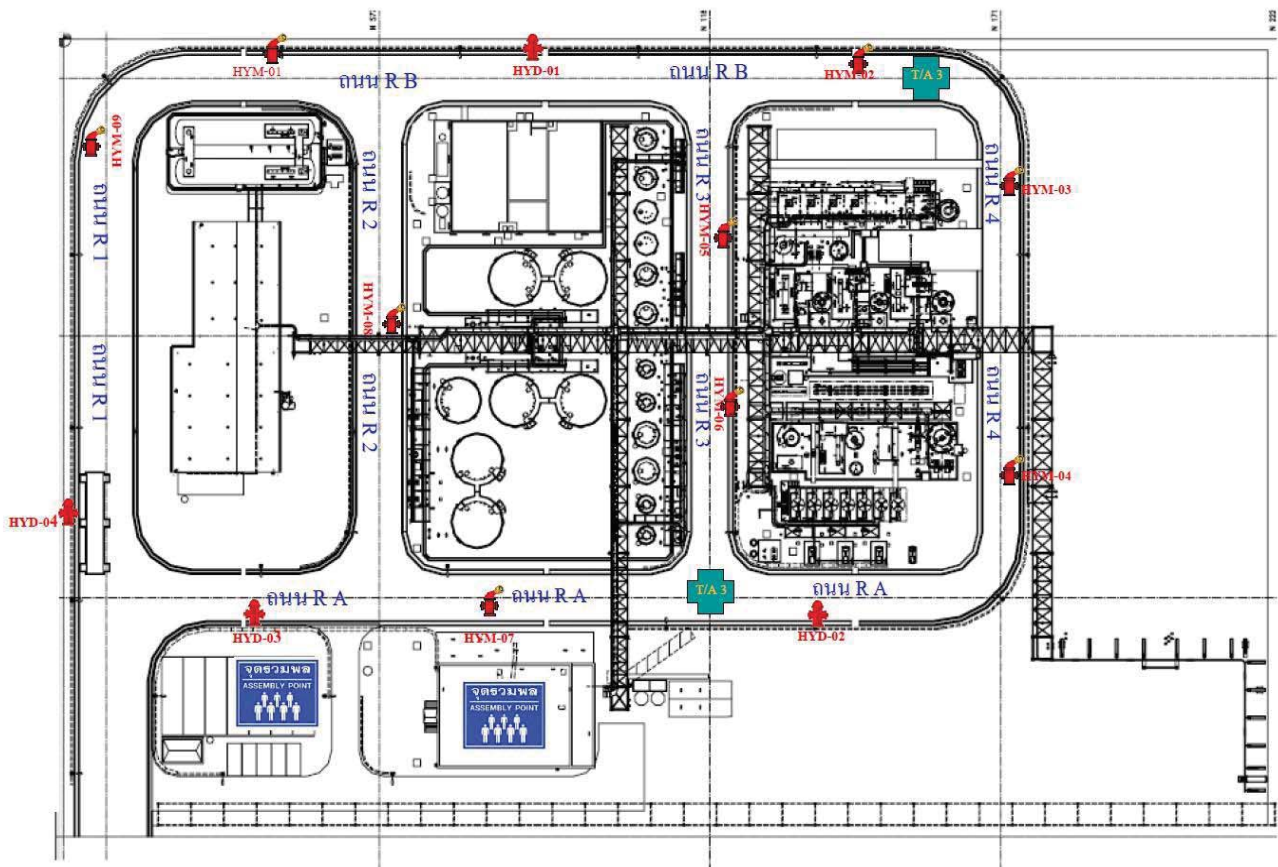 N 57
N 118
N 171
N 222
HYM-01
HYD-01
HYM-02
ถนน R B
ถนน R B
T/A 3
HYM-09
ถนน R 1
ถนน R 2
ถนน R 3
ถนน R 4
HYM-03
HYM-05
HYM-08
ถนน R 1
ถนน R 2
ถนน R 3
HYM-06
ถนน R 4
HYM-04
HYD-04
ถนน R A
ถนน R A
T/A 3
ถนน R A
HYD-03
HYM-07
HYD-02
จุดรวมพล
ASSEMBLY POINT
จุดรวมพล
ASSEMBLY POINT